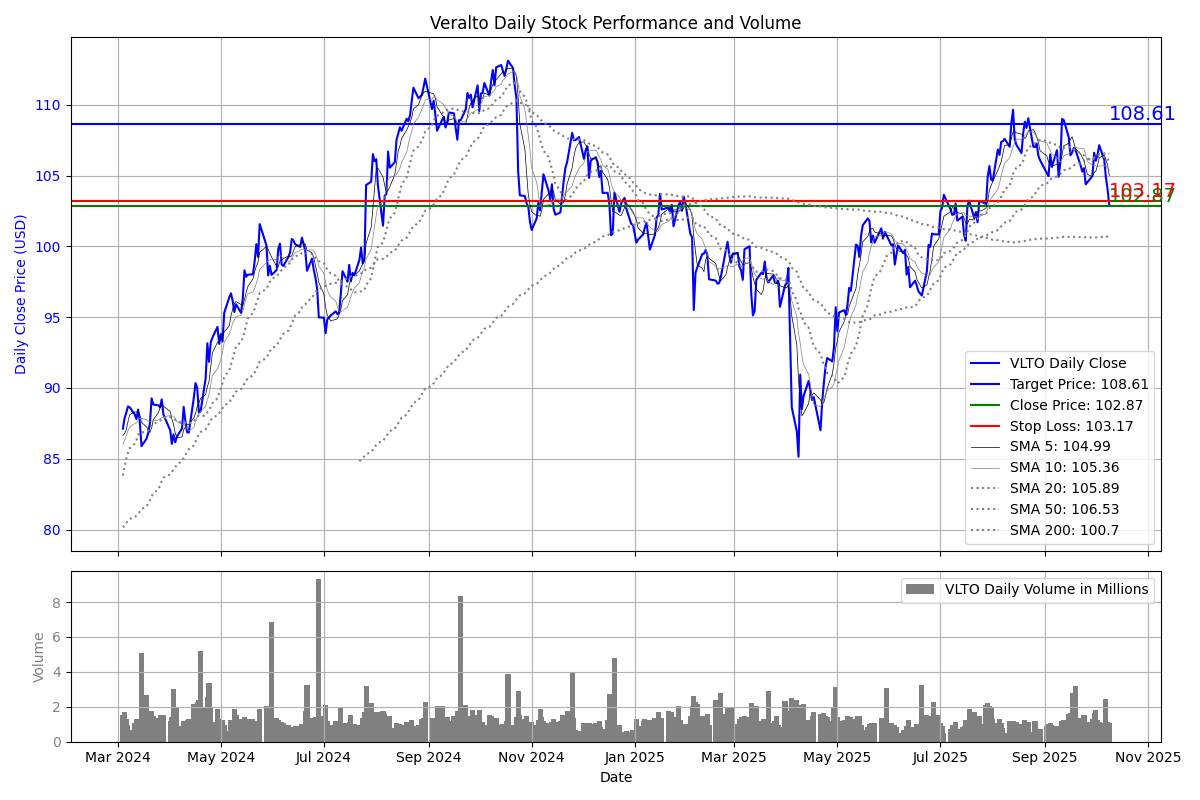 Veralto Daily Stock Performance and Volume
Daily Close Price (USD)
110
105
100
95
90
85
80
108.61
103.17
102.87
VLTO Daily Close
Target Price: 108.61
Close Price: 102.87
Stop Loss: 103.17
SMA 5: 104.99
SMA 10: 105.36
SMA 20: 105.89
SMA 50: 106.53
SMA 200: 100.7
Volume
8
6
4
2
0
VLTO Daily Volume in Millions
Mar 2024 May 2024 Jul 2024 Sep 2024 Nov 2024 Jan 2025 Mar 2025 May 2025 Jul 2025 Sep 2025 Nov 2025
Date